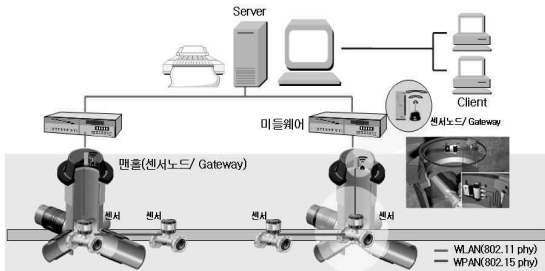 Server
Client
미들웨어
센서노드/ Gateway
맨홀(센서노드/ Gateway)
센서
센서
센서
센서
WLAN(802.11 phy)
WPAN(802.15 phy)